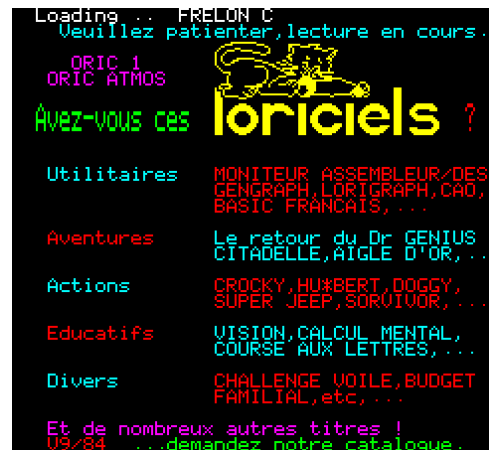 Loading .. FRELON C
Veuillez patienter,lecture en cours.
ORIC 1
ORIC ATMOS
Avez-vous ces loriciels ?
Utilitaires MONITEUR ASSEMBLEUR/DES
GENGRAPH,LORIGRAPH,CAO,
BASIC FRANCAIS,...
Aventures Le retour du Dr GENIUS
CITADELLE,AIGLE D'OR,..
Actions CROCKY,HU*BERT,DOGGY,
SUPER JEEP,SORVIVOR,...
Educatifs VISION,CALCUL MENTAL,
COURSE AUX LETTRES,...
Divers CHALLENGE VOILE,BUDGET
FAMILIAL,etc,...
Et de nombreux autres titres !
V9/84 ...demandez notre catalogue.